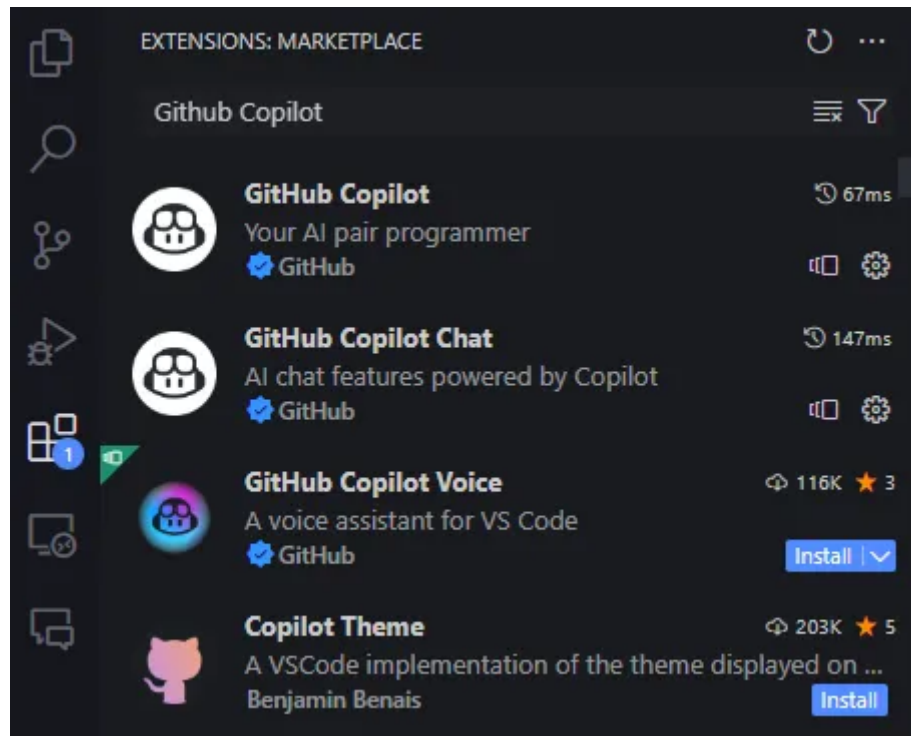 EXTENSIONS: MARKETPLACE
Github Copilot
GitHub Copilot 67ms
Your AI pair programmer
GitHub
GitHub Copilot Chat 147ms
AI chat features powered by Copilot
GitHub
1
GitHub Copilot Voice 116K 3
A voice assistant for VS Code
GitHub Install
Copilot Theme 203K 5
A VSCode implementation of the theme displayed on ...
Benjamin Benais Install